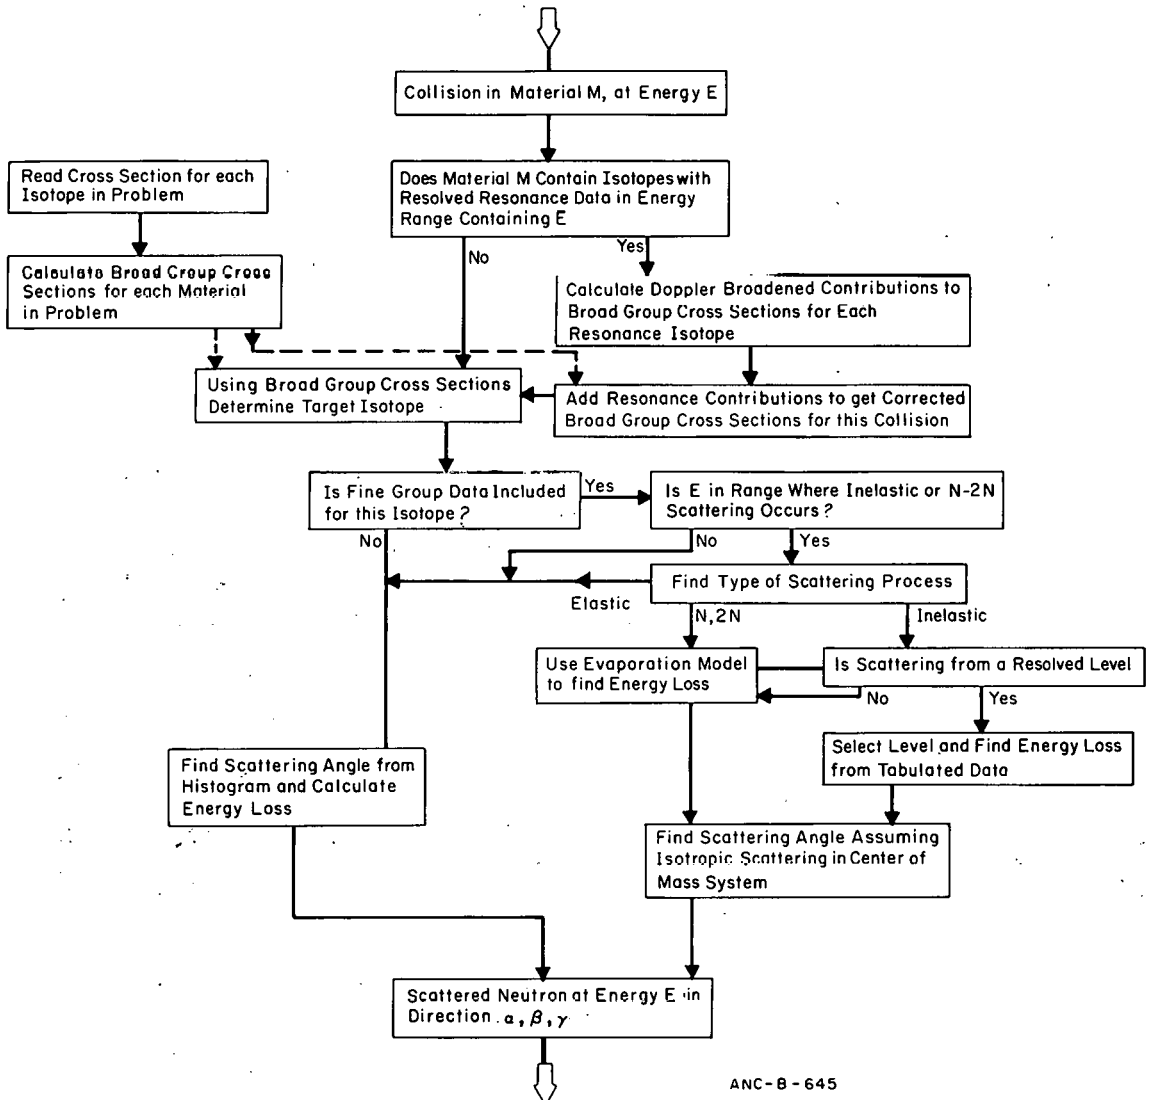 Collision in Material M, at Energy E
Read Cross Section for each
Isotope in Problem
Does Material M Contain Isotopes with
Resolved Resonance Data in Energy
Range Containing E
No
Yes
Calculate Broad Group Cross
Sections for each Material
in Problem
Calculate Doppler Broadened Contributions to
Broad Group Cross Sections for Each
Resonance Isotope
Using Broad Group Cross Sections
Determine Target Isotope
Add Resonance Contributions to get Corrected
Broad Group Cross Sections for this Collision
Is Fine Group Data Included
for this Isotope?
Yes
Is E in Range Where Inelastic or N-2N
Scattering Occurs?
No
No
Yes
Find Type of Scattering Process
Elastic
N,2N
Inelastic
Use Evaporation Model
to find Energy Loss
Is Scattering from a Resolved Level
No
Yes
Select Level and Find Energy Loss
from Tabulated Data
Find Scattering Angle from
Histogram and Calculate
Energy Loss
Find Scattering Angle Assuming
Isotropic Scattering in Center of
Mass System
Scattered Neutron at Energy E in
Direction α, β, γ
ANC-B-645